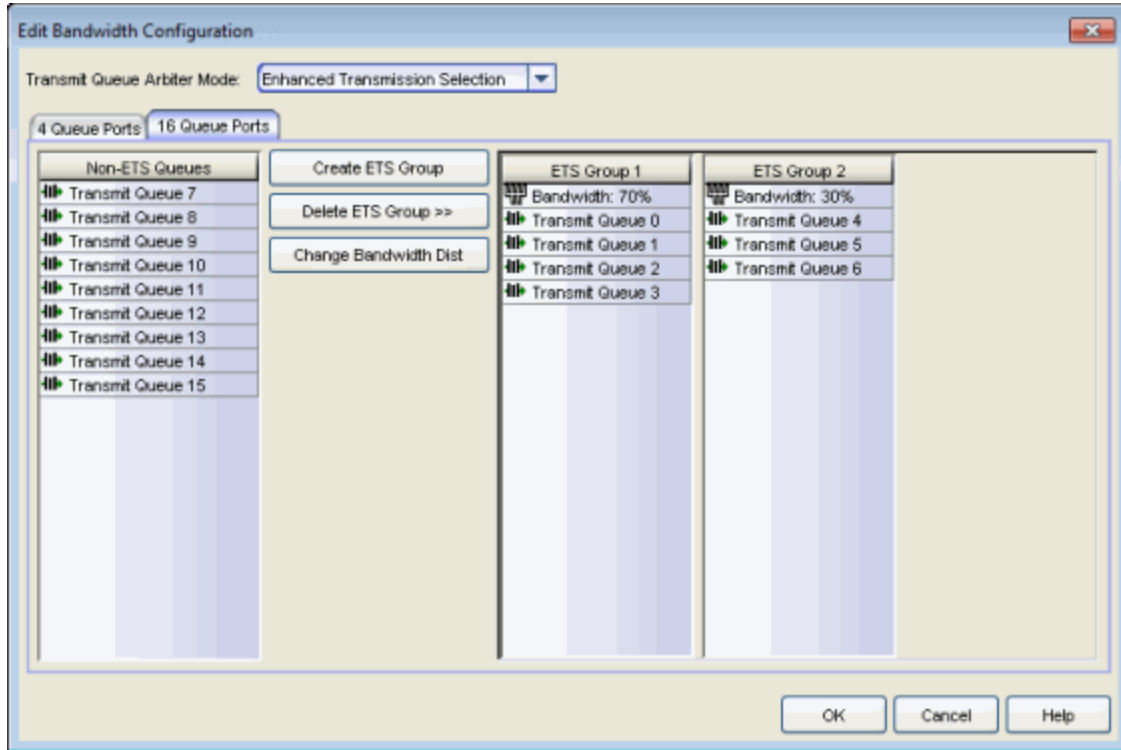 Edit Bandwidth Configuration
Transmit Queue Arbiter Mode: Enhanced Transmission Selection
4 Queue Ports 16 Queue Ports
Non-ETS Queues
Transmit Queue 7
Transmit Queue 8
Transmit Queue 9
Transmit Queue 10
Transmit Queue 11
Transmit Queue 12
Transmit Queue 13
Transmit Queue 14
Transmit Queue 15
Create ETS Group
Delete ETS Group >>
Change Bandwidth Dist
ETS Group 1
Bandwidth: 70%
Transmit Queue 0
Transmit Queue 1
Transmit Queue 2
Transmit Queue 3
ETS Group 2
Bandwidth: 30%
Transmit Queue 4
Transmit Queue 5
Transmit Queue 6
OK Cancel Help